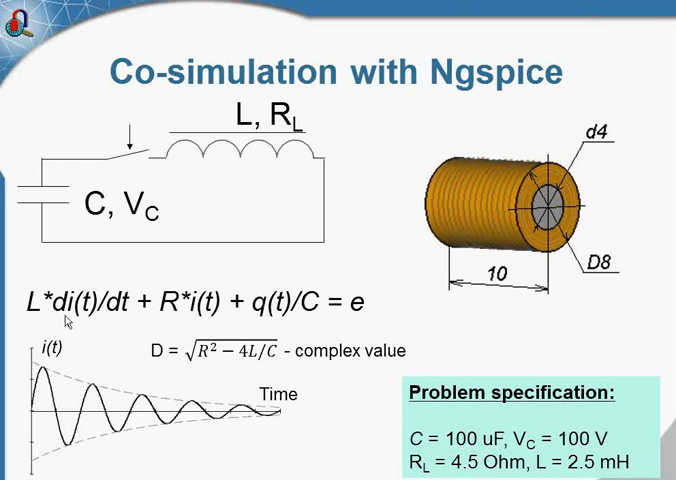 Co-simulation with Ngspice
L, R_L
C, V_C
d4
D8
10
L*di(t)/dt + R*i(t) + q(t)/C = e
D = √(R² − 4L/C) - complex value
i(t)
Time
Problem specification:
C = 100 uF, V_C = 100 V
R_L = 4.5 Ohm, L = 2.5 mH